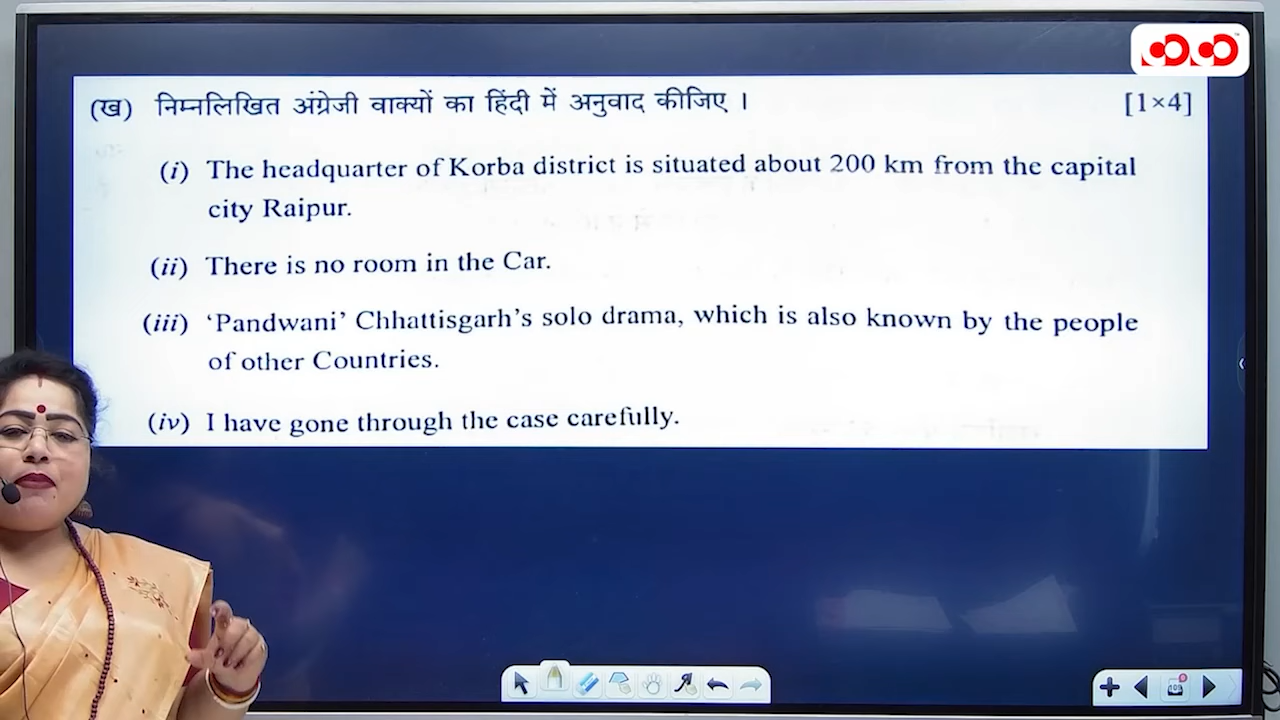 (ख) निम्नलिखित अंग्रेजी वाक्यों का हिंदी में अनुवाद कीजिए । [1×4]
(i) The headquarter of Korba district is situated about 200 km from the capital
city Raipur.
(ii) There is no room in the Car.
(iii) ‘Pandwani’ Chhattisgarh’s solo drama, which is also known by the people
of other Countries.
(iv) I have gone through the case carefully.